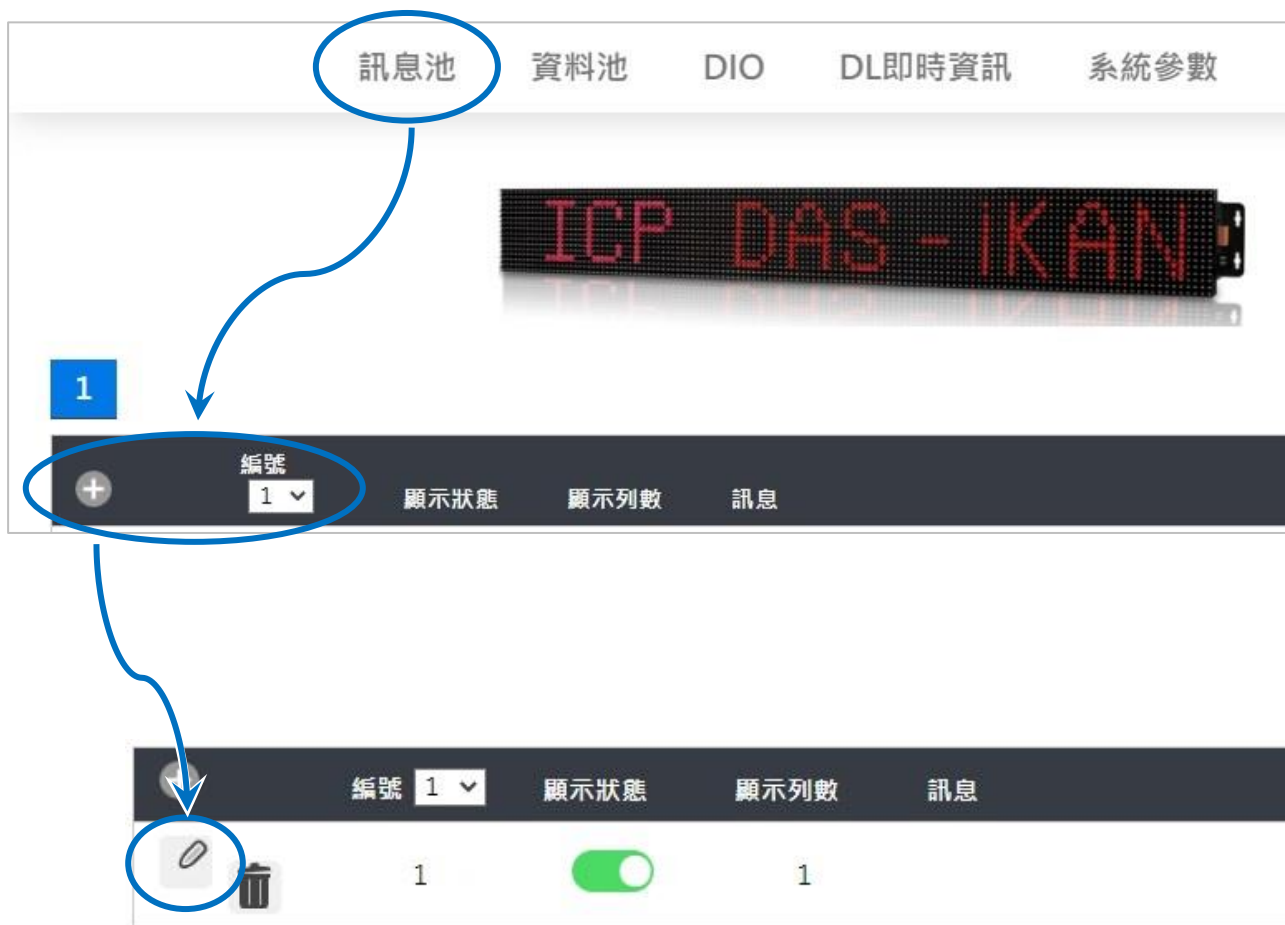 訊息池 資料池 DIO DL即時資訊 系統參數
ICP DAS - iKAN
1
編號
1 顯示狀態 顯示列數 訊息
編號 1 顯示狀態 顯示列數 訊息
1 1